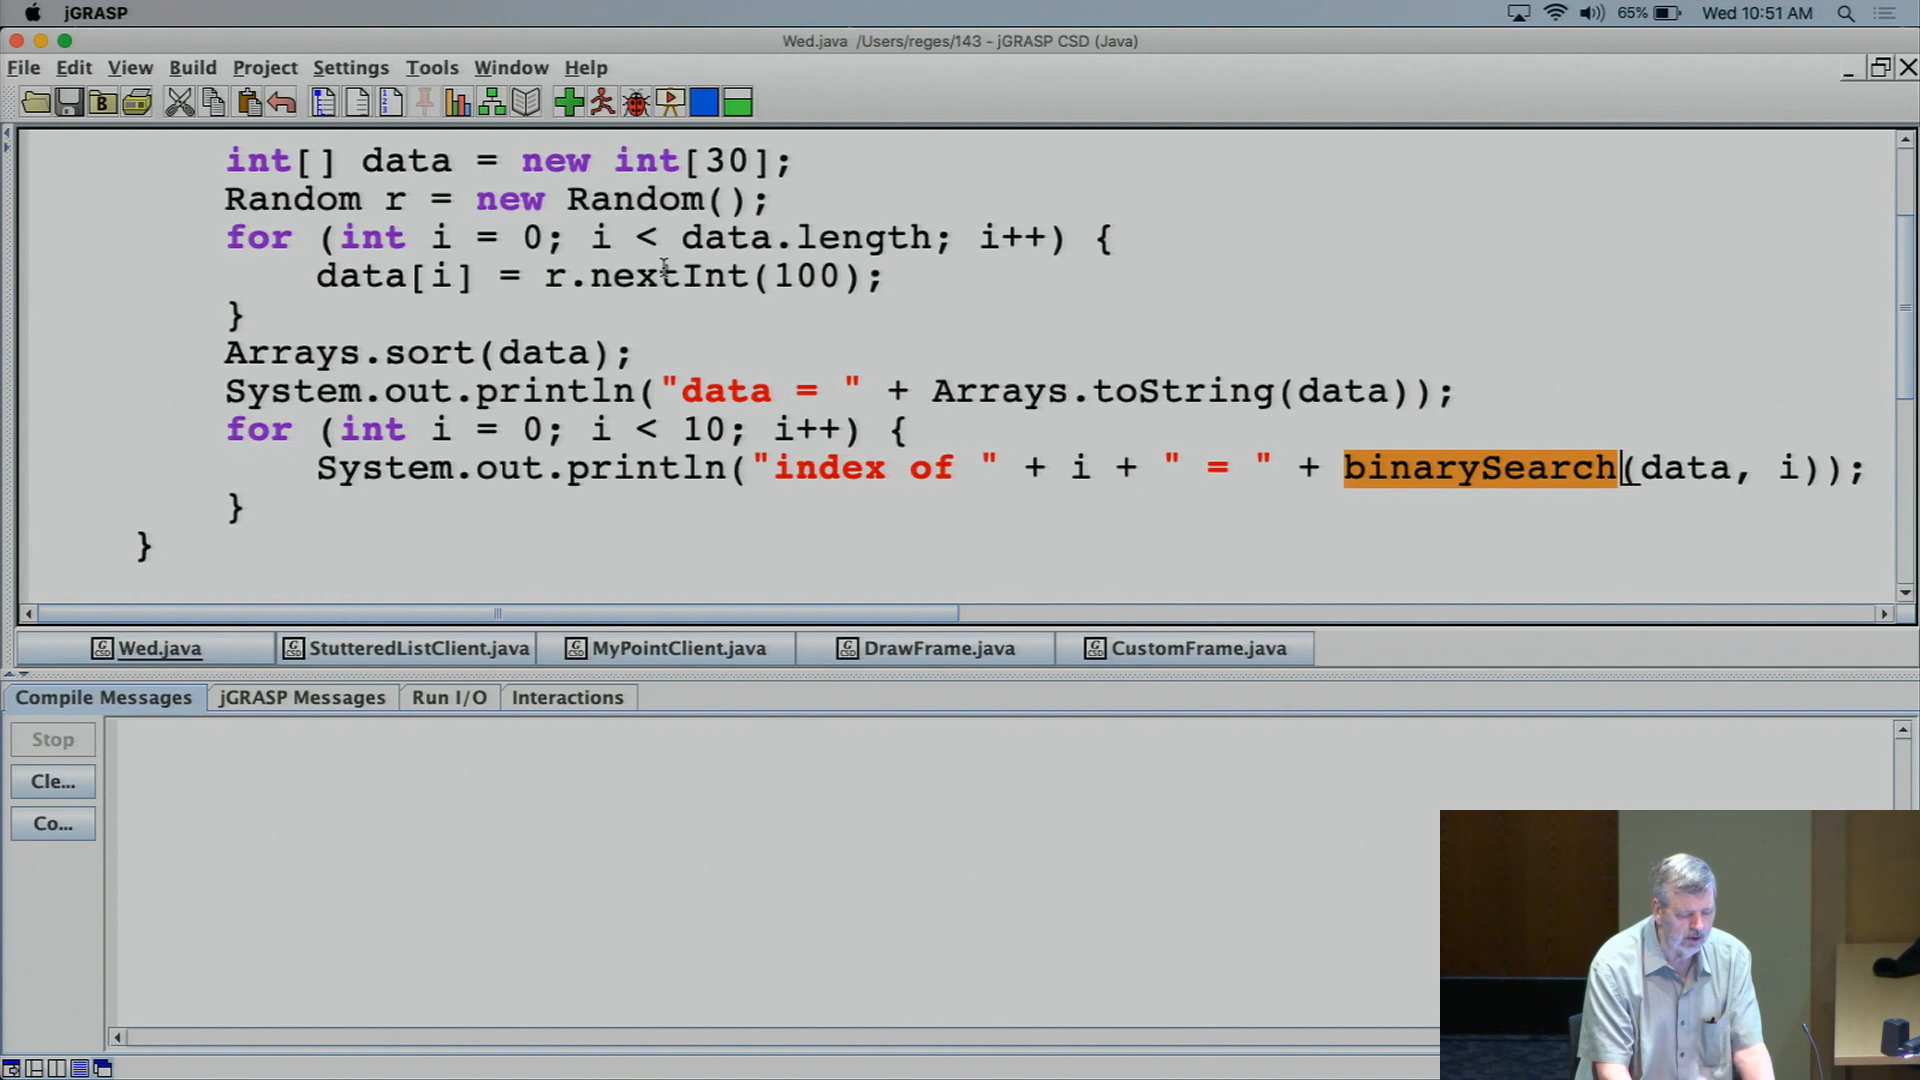 jGRASP 65% Wed 10:51 AM
Wed.java /Users/reges/143 - jGRASP CSD (Java)
File Edit View Build Project Settings Tools Window Help
int[] data = new int[30];
Random r = new Random();
for (int i = 0; i < data.length; i++) {
data[i] = r.nextInt(100);
}
Arrays.sort(data);
System.out.println("data = " + Arrays.toString(data));
for (int i = 0; i < 10; i++) {
System.out.println("index of " + i + " = " + binarySearch(data, i));
}
}
Wed.java StutteredListClient.java MyPointClient.java DrawFrame.java CustomFrame.java
Compile Messages jGRASP Messages Run I/O Interactions
Stop
Cle...
Co...